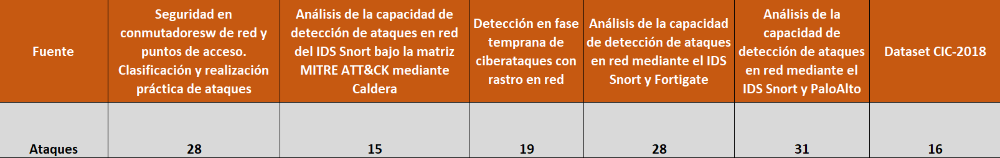 Fuente
Seguridad en
conmutadoresw de red y
puntos de acceso.
Clasificación y realización
práctica de ataques
Análisis de la capacidad de
detección de ataques en red
del IDS Snort bajo la matriz
MITRE ATT&CK mediante
Caldera
Detección en fase
temprana de
ciberataques con
rastro en red
Análisis de la capacidad
de detección de ataques
en red mediante el IDS
Snort y Fortigate
Análisis de la
capacidad de
detección de ataques
en red mediante el
IDS Snort y PaloAlto
Dataset CIC-2018
Ataques
28
15
19
28
31
16